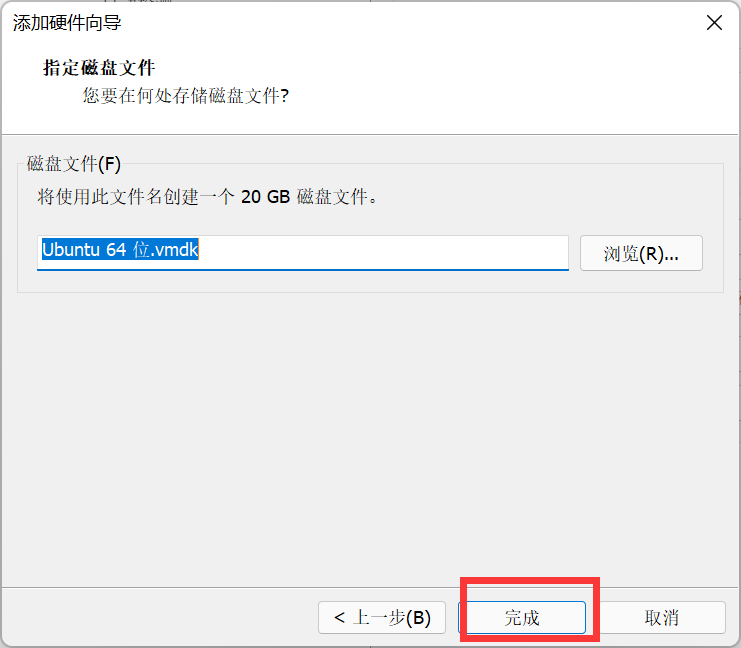 添加硬件向导
指定磁盘文件
您要在何处存储磁盘文件?
磁盘文件(F)
将使用此文件名创建一个 20 GB 磁盘文件。
Ubuntu 64 位.vmdk
浏览(R)...
< 上一步(B)
完成
取消